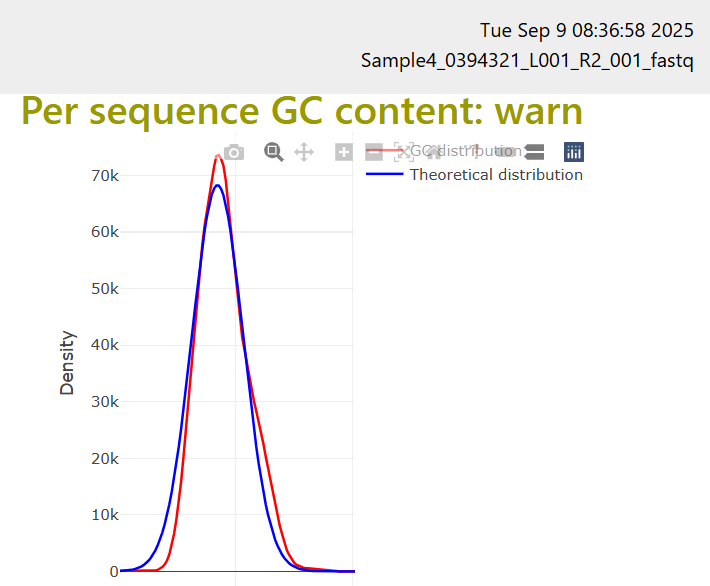 Tue Sep 9 08:36:58 2025
Sample4_0394321_L001_R2_001_fastq
Per sequence GC content: warn
GC distribution
Theoretical distribution
70k
60k
50k
40k
30k
20k
10k
0
Density